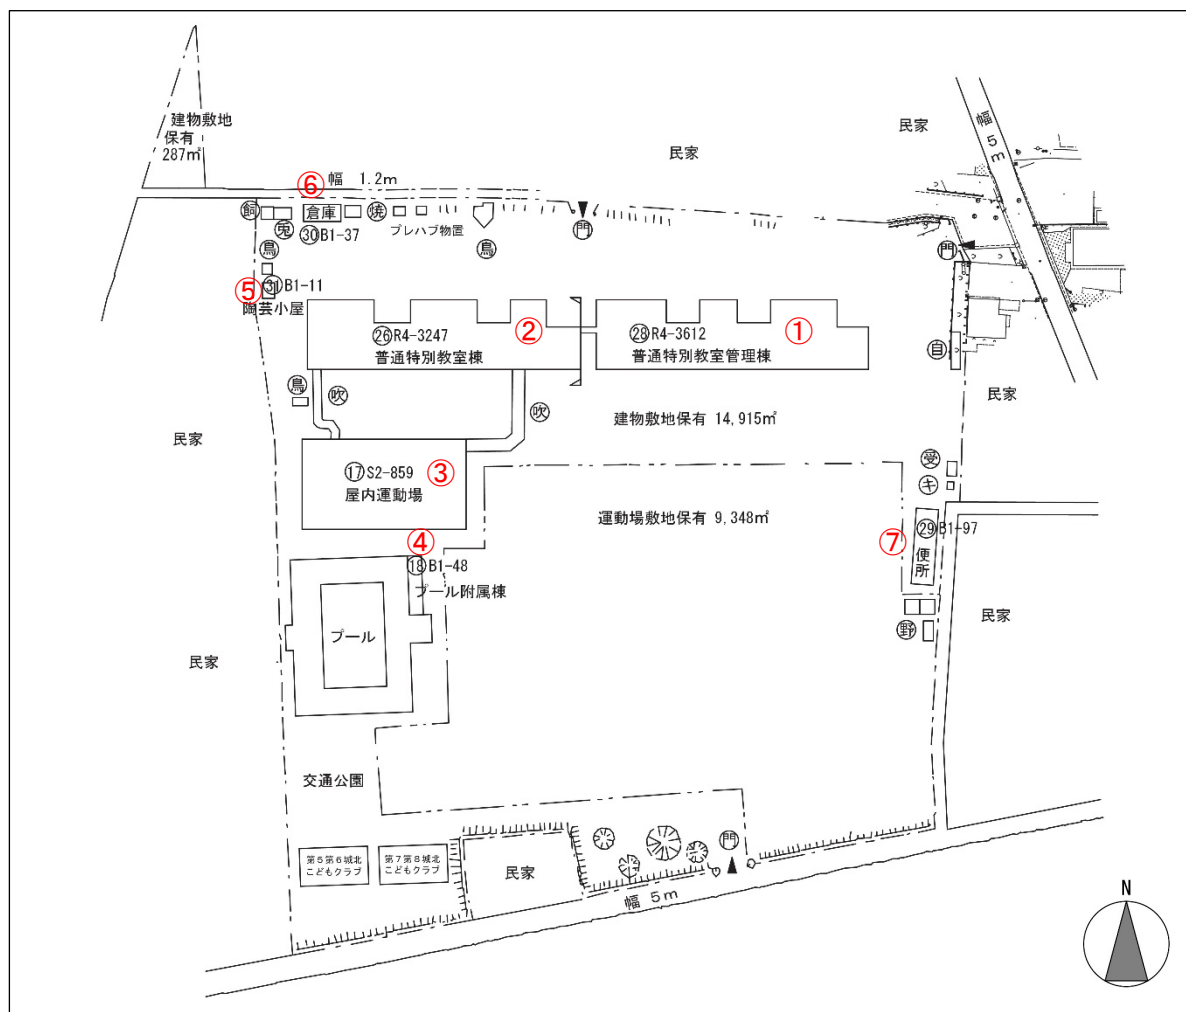 建物敷地
保有
287㎡
民家
幅 5m
民家
⑥
幅 1.2m
飼
倉庫
焼
兎
㉚B1-37
プレハブ物置
鳥
鳥
門
門
⑤
㉛B1-11
陶芸小屋
㉖R4-3247
②
普通特別教室棟
㉘R4-3612
①
普通特別教室管理棟
自
鳥
吹
吹
民家
建物敷地保有 14,915㎡
民家
受
キ
⑰S2-859
③
屋内運動場
運動場敷地保有 9,348㎡
④
⑱B1-48
プール附属棟
⑦
㉙B1-97
便所
プール
野
民家
民家
交通公園
第5第6城北
こどもクラブ
第7第8城北
こどもクラブ
民家
門
幅 5m
N